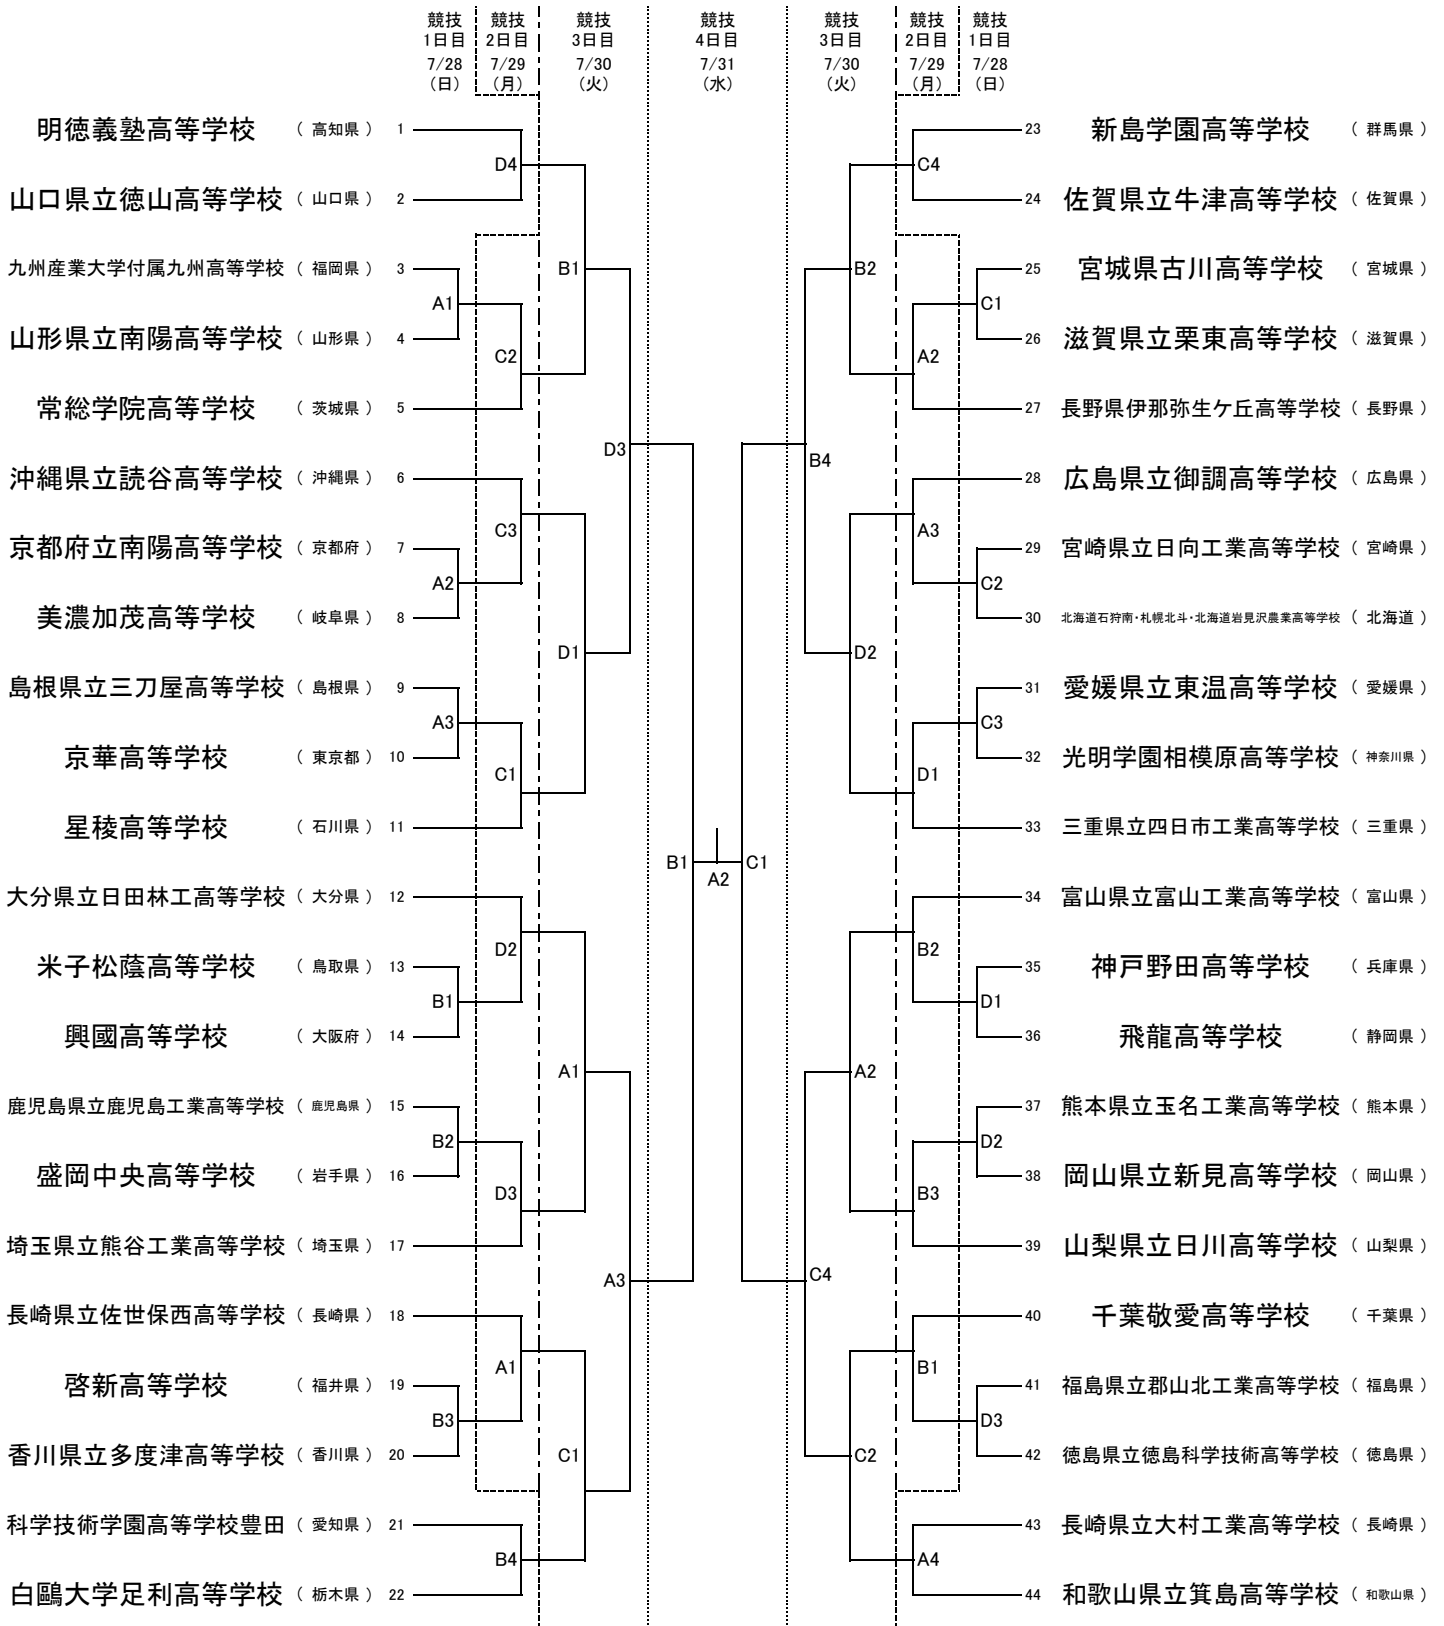 競技 競技 競技 競技 競技 競技 競技
1日目 2日目 3日目 4日目 3日目 2日目 1日目
7/28 7/29 7/30 7/31 7/30 7/29 7/28
（日） （月） （火） （水） （火） （月） （日）
明徳義塾高等学校 （ 高知県 ） 1
D4
山口県立徳山高等学校 （ 山口県 ） 2
九州産業大学付属九州高等学校 （ 福岡県 ） 3
B1
A1
山形県立南陽高等学校 （ 山形県 ） 4
C2
常総学院高等学校 （ 茨城県 ） 5
D3
沖縄県立読谷高等学校 （ 沖縄県 ） 6
C3
京都府立南陽高等学校 （ 京都府 ） 7
A2
美濃加茂高等学校 （ 岐阜県 ） 8
D1
島根県立三刀屋高等学校 （ 島根県 ） 9
A3
京華高等学校 （ 東京都 ） 10
C1
星稜高等学校 （ 石川県 ） 11
B1
大分県立日田林工高等学校 （ 大分県 ） 12
D2
米子松蔭高等学校 （ 鳥取県 ） 13
B1
興國高等学校 （ 大阪府 ） 14
A1
鹿児島県立鹿児島工業高等学校 （ 鹿児島県 ） 15
B2
盛岡中央高等学校 （ 岩手県 ） 16
D3
埼玉県立熊谷工業高等学校 （ 埼玉県 ） 17
A3
長崎県立佐世保西高等学校 （ 長崎県 ） 18
A1
啓新高等学校 （ 福井県 ） 19
B3
香川県立多度津高等学校 （ 香川県 ） 20
C1
科学技術学園高等学校豊田 （ 愛知県 ） 21
B4
白鷗大学足利高等学校 （ 栃木県 ） 22
A2
23 新島学園高等学校 （ 群馬県 ）
C4
24 佐賀県立牛津高等学校 （ 佐賀県 ）
B2
25 宮城県古川高等学校 （ 宮城県 ）
C1
26 滋賀県立栗東高等学校 （ 滋賀県 ）
A2
27 長野県伊那弥生ケ丘高等学校 （ 長野県 ）
B4
28 広島県立御調高等学校 （ 広島県 ）
A3
29 宮崎県立日向工業高等学校 （ 宮崎県 ）
C2
30 北海道石狩南・札幌北斗・北海道岩見沢農業高等学校 （ 北海道 ）
D2
31 愛媛県立東温高等学校 （ 愛媛県 ）
C3
32 光明学園相模原高等学校 （ 神奈川県 ）
D1
33 三重県立四日市工業高等学校 （ 三重県 ）
C1
34 富山県立富山工業高等学校 （ 富山県 ）
B2
35 神戸野田高等学校 （ 兵庫県 ）
D1
36 飛龍高等学校 （ 静岡県 ）
A2
37 熊本県立玉名工業高等学校 （ 熊本県 ）
D2
38 岡山県立新見高等学校 （ 岡山県 ）
B3
39 山梨県立日川高等学校 （ 山梨県 ）
C4
40 千葉敬愛高等学校 （ 千葉県 ）
B1
41 福島県立郡山北工業高等学校 （ 福島県 ）
D3
42 徳島県立徳島科学技術高等学校 （ 徳島県 ）
C2
43 長崎県立大村工業高等学校 （ 長崎県 ）
A4
44 和歌山県立箕島高等学校 （ 和歌山県 ）